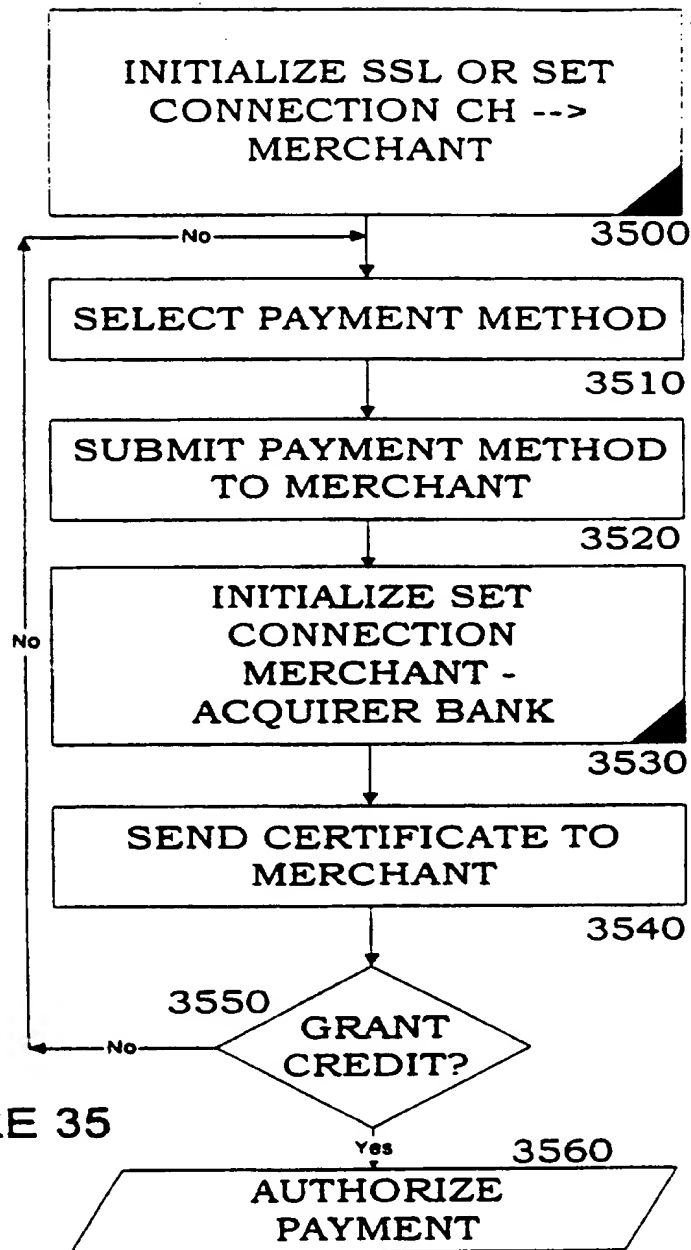 INITIALIZE SSL OR SET
CONNECTION CH -->
MERCHANT
3500
No
SELECT PAYMENT METHOD
3510
SUBMIT PAYMENT METHOD
TO MERCHANT
3520
INITIALIZE SET
CONNECTION
MERCHANT -
ACQUIRER BANK
3530
No
SEND CERTIFICATE TO
MERCHANT
3540
3550
GRANT
CREDIT?
No
Yes
E 35
3560
AUTHORIZE
PAYMENT